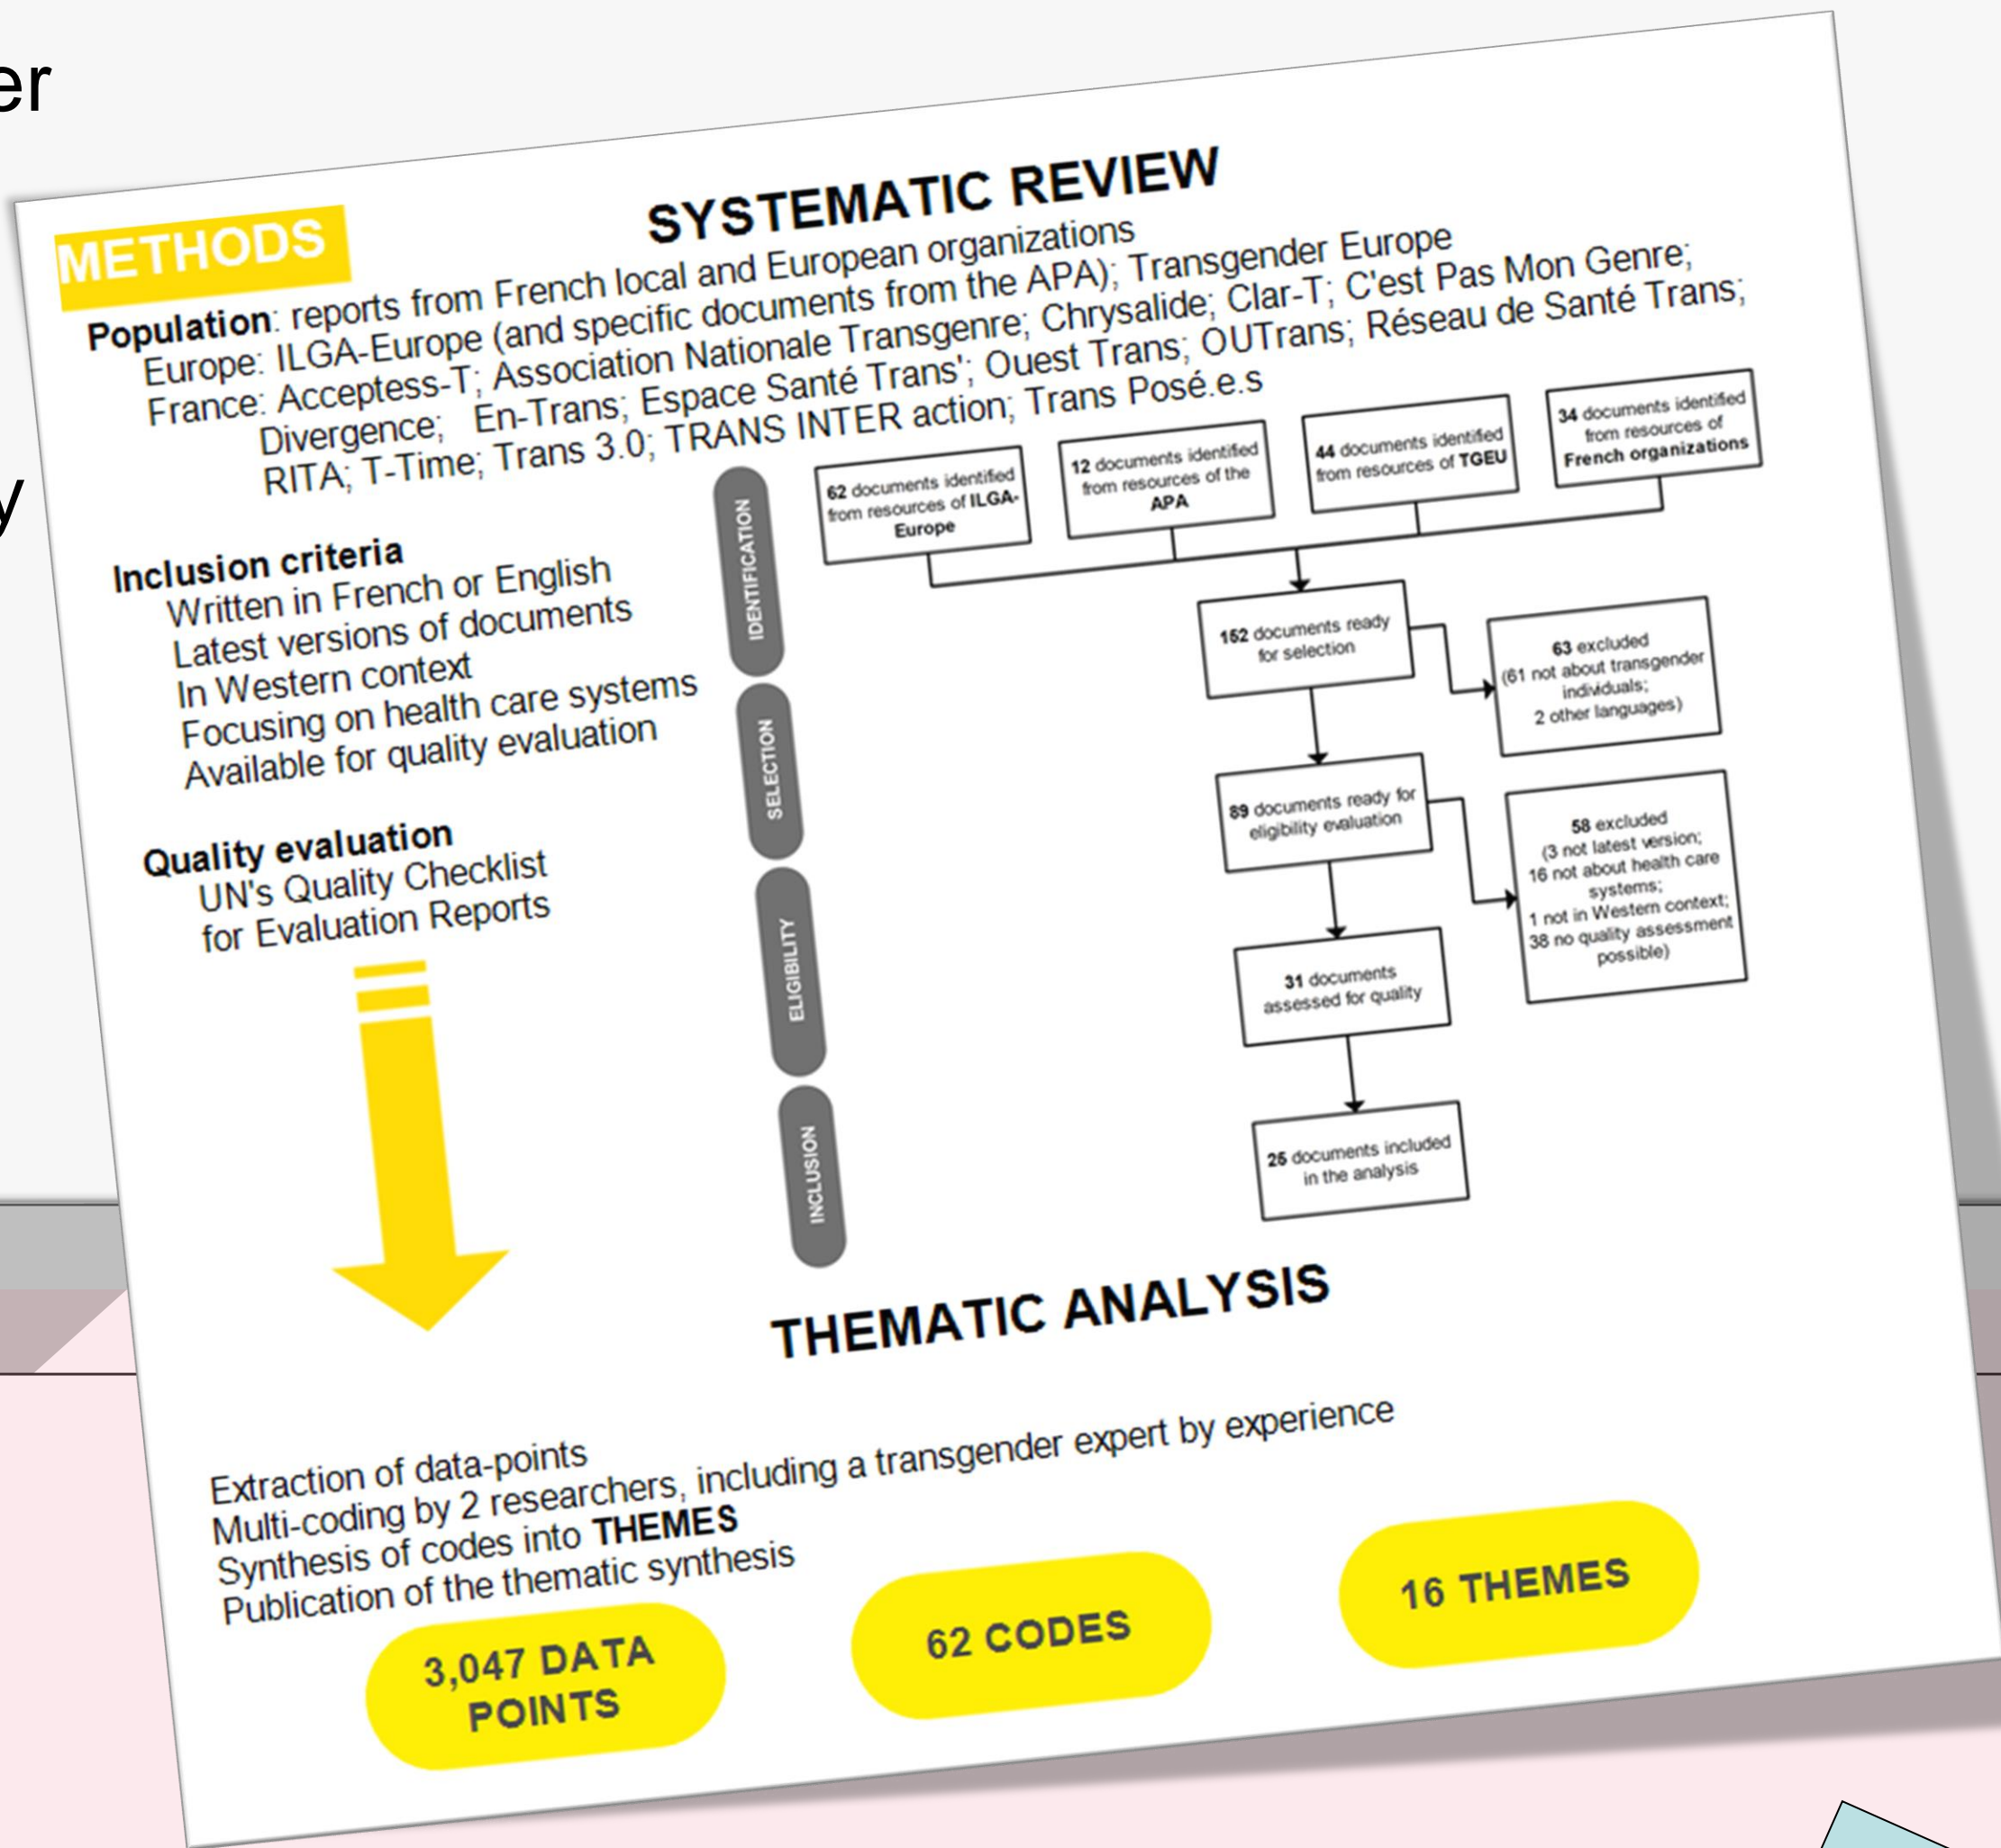 er
y
METHODS
SYSTEMATIC REVIEW
Population: reports from French local and European organizations
Europe: ILGA-Europe (and specific documents from the APA); Transgender Europe
France: Acceptess-T; Association Nationale Transgenre; Chrysalide; Clar-T; C'est Pas Mon Genre;
Divergence; En-Trans; Espace Santé Trans'; Ouest Trans; OUTrans; Réseau de Santé Trans;
RITA; T-Time; Trans 3.0; TRANS INTER action; Trans Posé.e.s
Inclusion criteria
Written in French or English
Latest versions of documents
In Western context
Focusing on health care systems
Available for quality evaluation
Quality evaluation
UN's Quality Checklist
for Evaluation Reports
IDENTIFICATION
SELECTION
ELIGIBILITY
INCLUSION
62 documents identified
from resources of ILGA-
Europe
12 documents identified
from resources of the
APA
44 documents identified
from resources of TGEU
34 documents identified
from resources of
French organizations
152 documents ready
for selection
63 excluded
(61 not about transgender
individuals;
2 other languages)
89 documents ready for
eligibility evaluation
58 excluded
(3 not latest version;
16 not about health care
systems;
1 not in Western context;
38 no quality assessment
possible)
31 documents
assessed for quality
25 documents included
in the analysis
THEMATIC ANALYSIS
Extraction of data-points
Multi-coding by 2 researchers, including a transgender expert by experience
Synthesis of codes into THEMES
Publication of the thematic synthesis
3,047 DATA
POINTS
62 CODES
16 THEMES